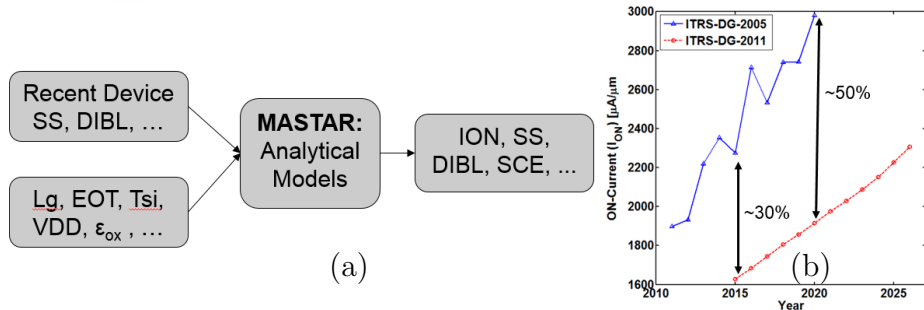 Recent Device
SS, DIBL, …
Lg, EOT, Tsi,
VDD, εox , …
MASTAR:
Analytical
Models
ION, SS,
DIBL, SCE, …
(a)
ON-Current (ION) [µA/µm]
3000
2800
2600
2400
2200
2000
1800
1600
ITRS-DG-2005
ITRS-DG-2011
~50%
~30%
(b)
2010
2015
2020
2025
Year